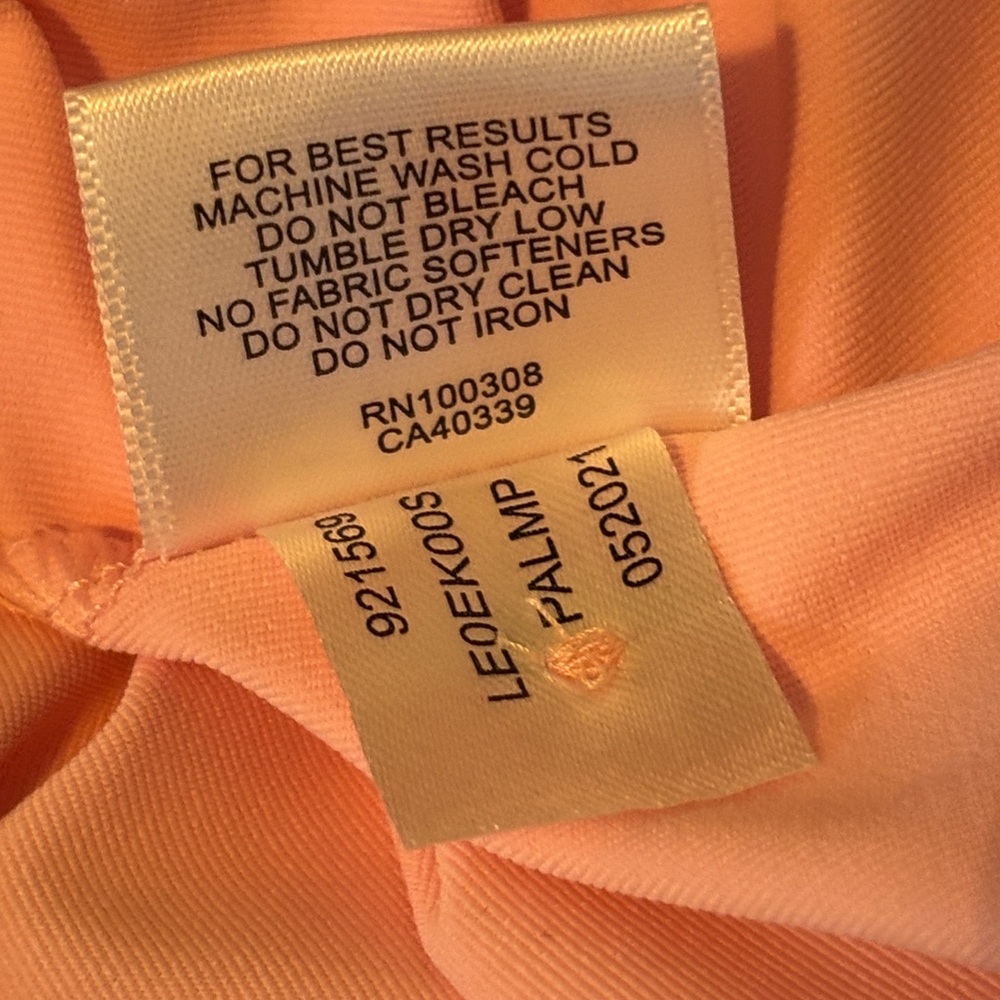 FOR BEST RESULTS
MACHINE WASH COLD
DO NOT BLEACH
TUMBLE DRY LOW
NO FABRIC SOFTENERS
DO NOT DRY CLEAN
DO NOT IRON
RN100308
CA40339
921569
LEOEK00S
PALMP
052021